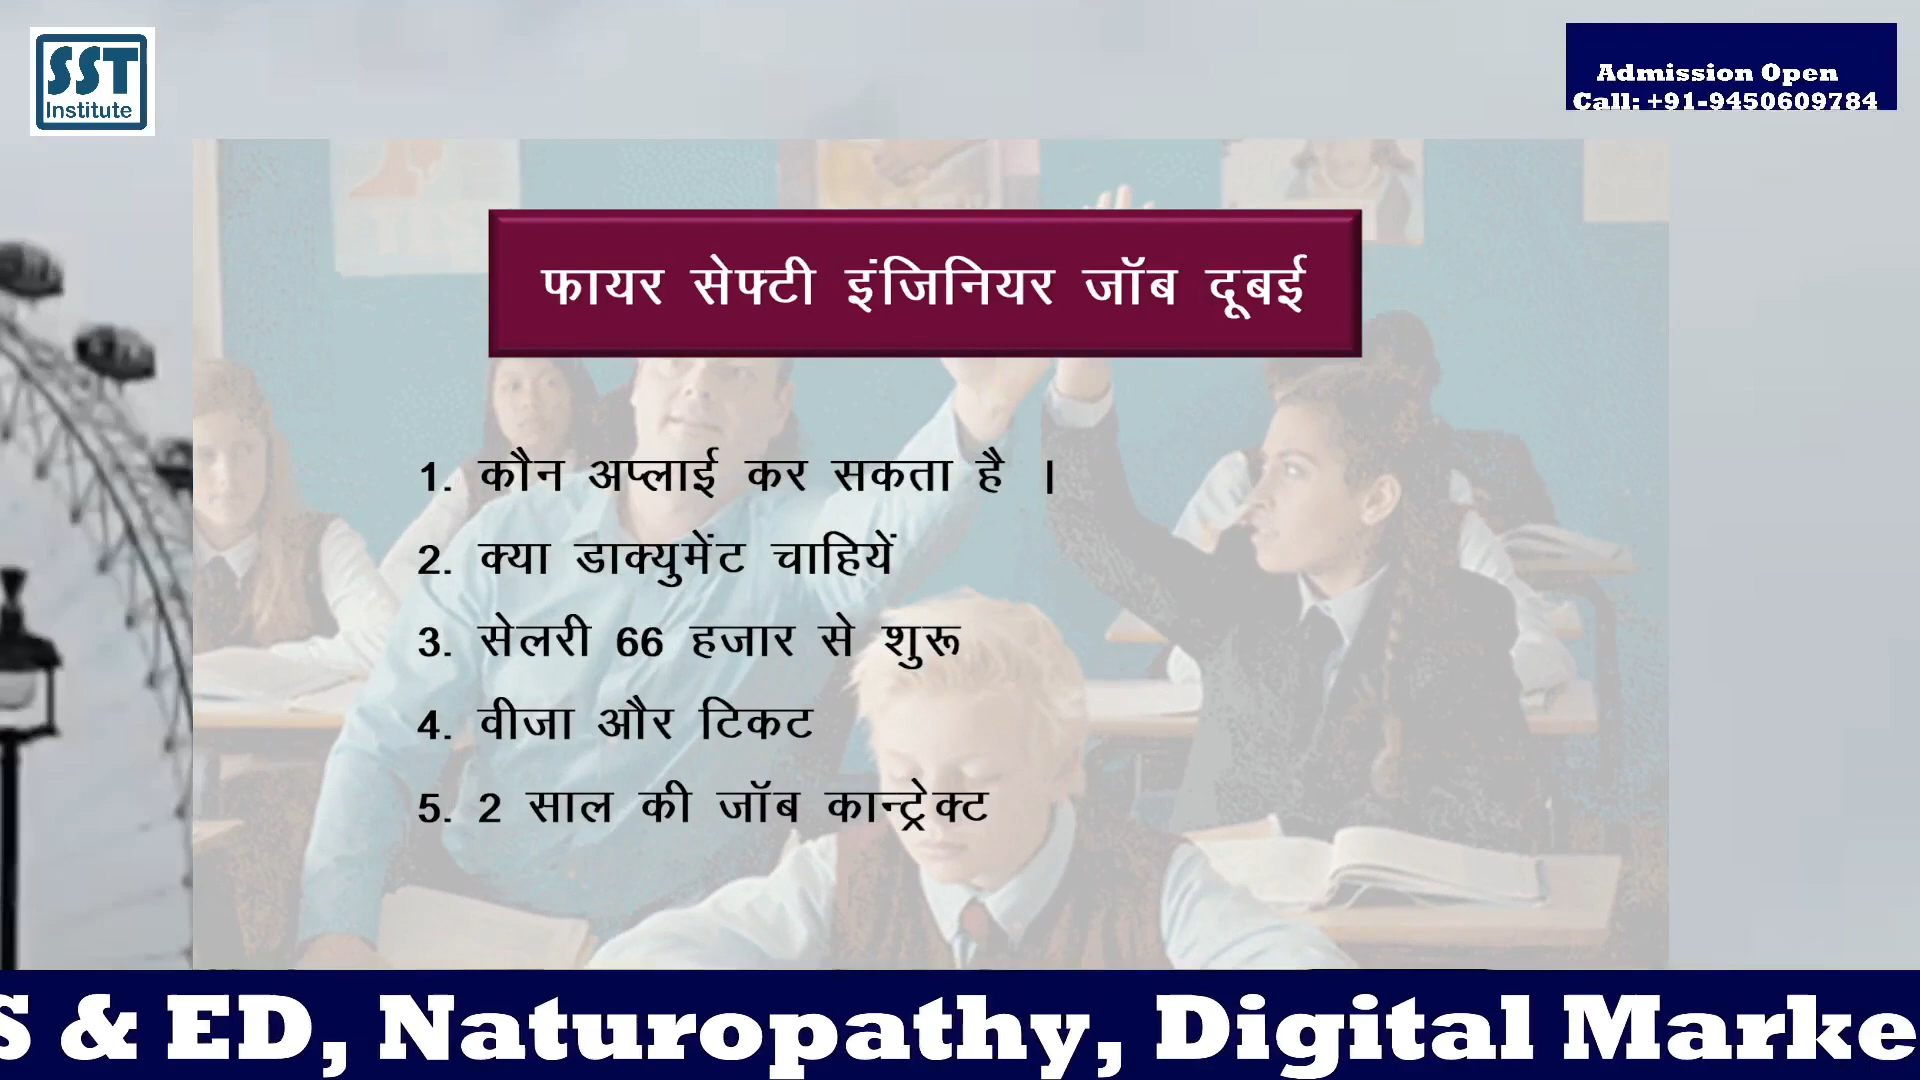 SST
Institute
Admission Open
Call: +91-9450609784
फायर सेफ्टी इंजिनियर जॉब दूबई
1. कौन अप्लाई कर सकता है ।
2. क्या डाक्युमेंट चाहियें
3. सेलरी 66 हजार से शुरू
4. वीजा और टिकट
5. 2 साल की जॉब कान्ट्रेक्ट
S & ED, Naturopathy, Digital Marke